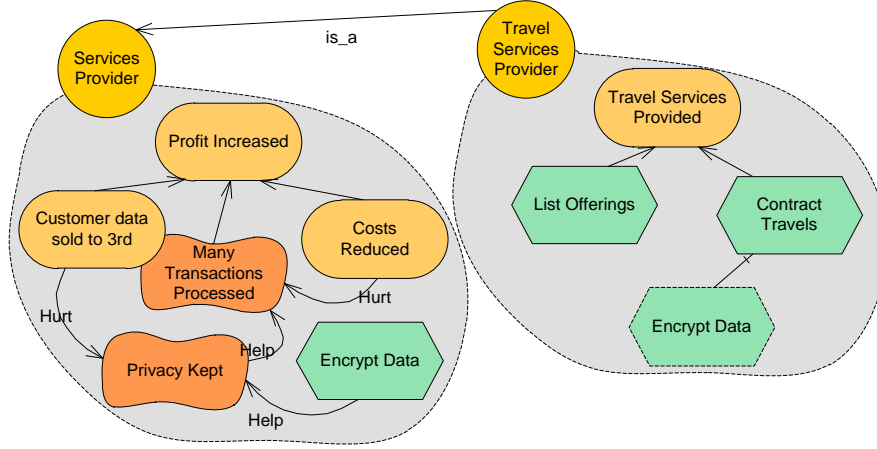 Travel
Services
Provider
is_a
Services
Provider
Travel Services
Provided
Profit Increased
List Offerings
Contract
Travels
Customer data
sold to 3rd
Costs
Reduced
Many
Transactions
Processed
Hurt
Hurt
Encrypt Data
Help
Encrypt Data
Privacy Kept
Help